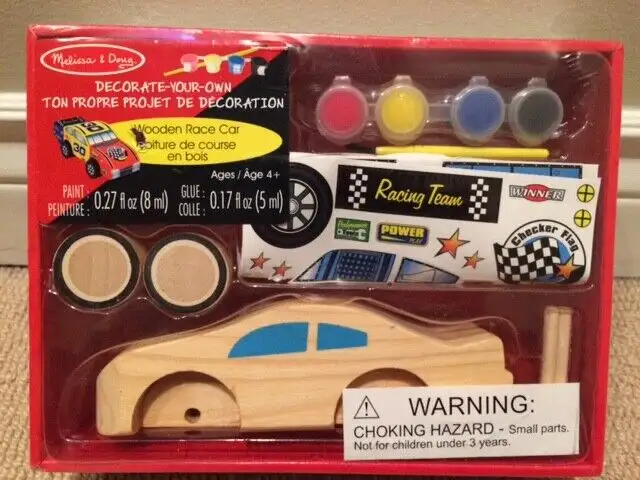 Melissa & Doug
DECORATE-YOUR-OWN
TON PROPRE PROJET DE DÉCORATION
Wooden Race Car
Voiture de course
en bois
Ages / Âge 4+
PAINT : 0.27 fl oz (8 ml) GLUE : 0.17 fl oz (5 ml)
PEINTURE : COLLE :
Racing Team
WINNER
POWER
PLAY
Checker Flag
30
WARNING:
CHOKING HAZARD - Small parts.
Not for children under 3 years.